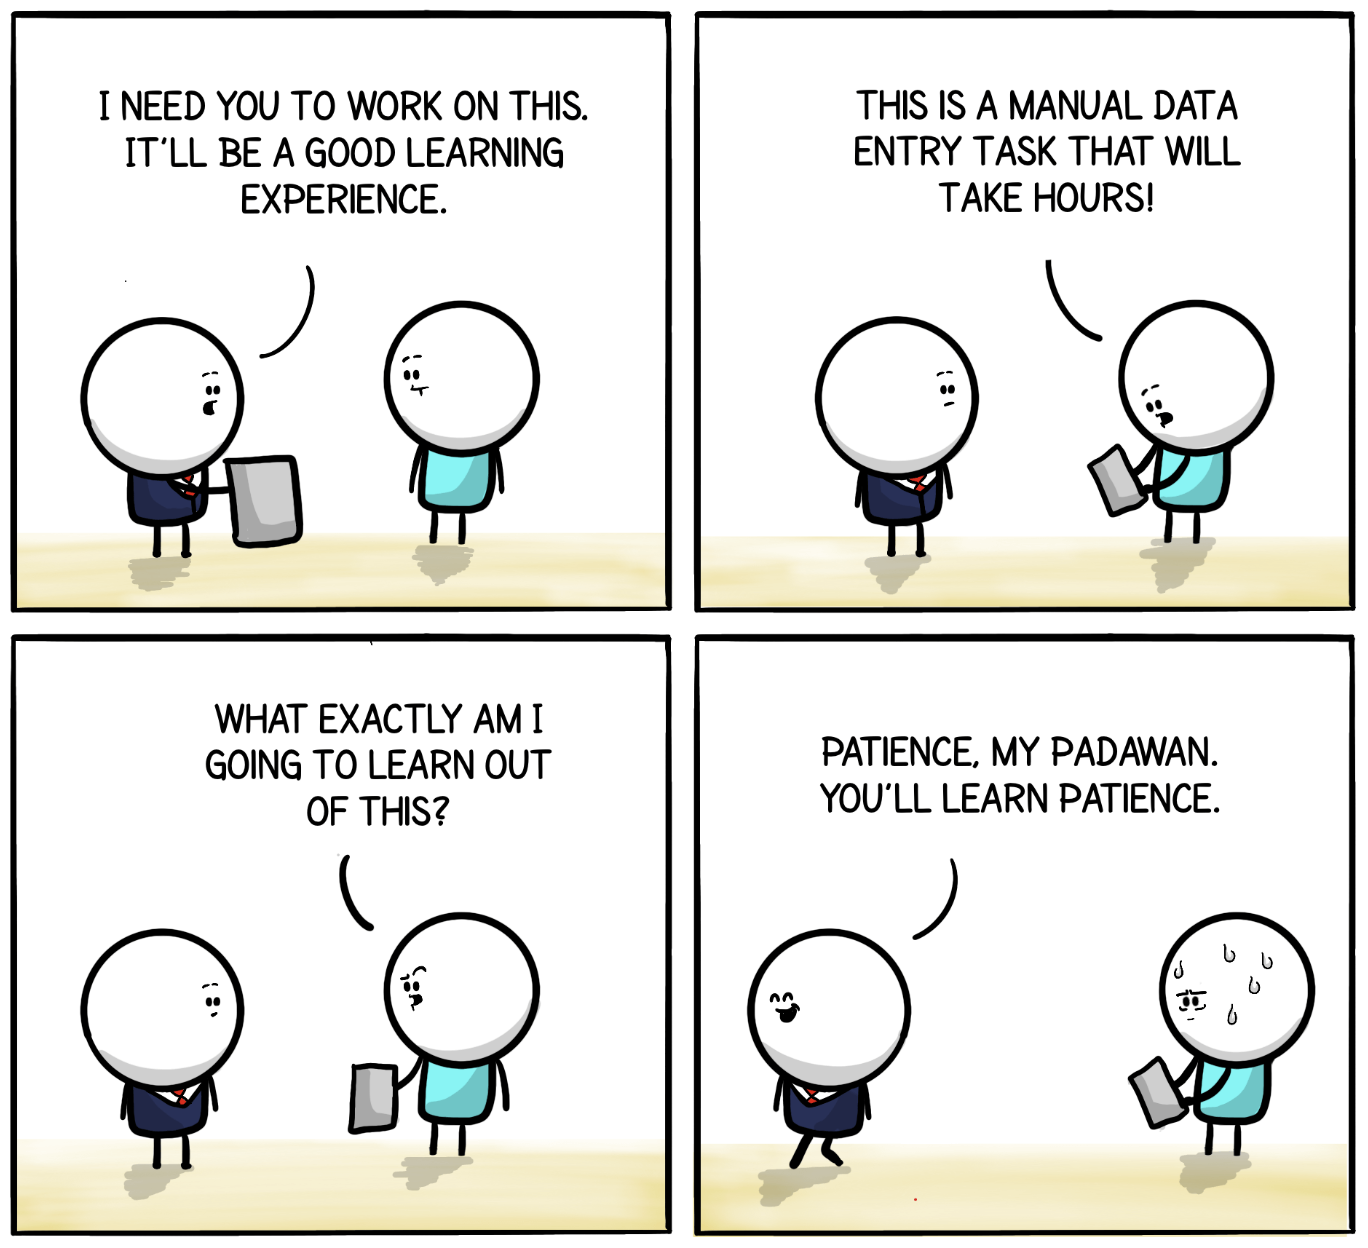 I NEED YOU TO WORK ON THIS.
IT'LL BE A GOOD LEARNING
EXPERIENCE.
THIS IS A MANUAL DATA
ENTRY TASK THAT WILL
TAKE HOURS!
WHAT EXACTLY AM I
GOING TO LEARN OUT
OF THIS?
PATIENCE, MY PADAWAN.
YOU'LL LEARN PATIENCE.